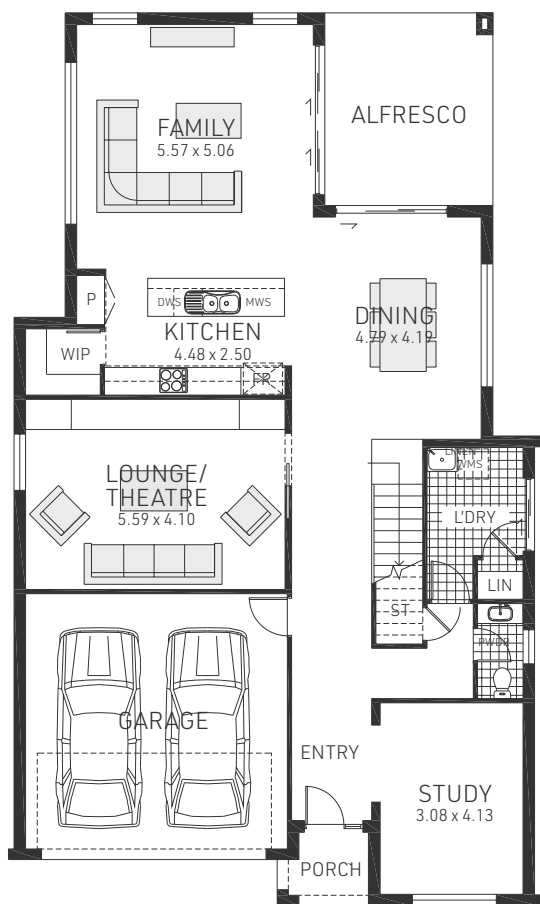 FAMILY
5.57 x 5.06
ALFRESCO
P
DWS
MWS
KITCHEN
4.48 x 2.50
DINING
4.79 x 4.19
WIP
FR
LOUNGE/
THEATRE
5.59 x 4.10
LINEN
WMS
L'DRY
LIN
ST
PWDR
GARAGE
ENTRY
STUDY
3.08 x 4.13
PORCH